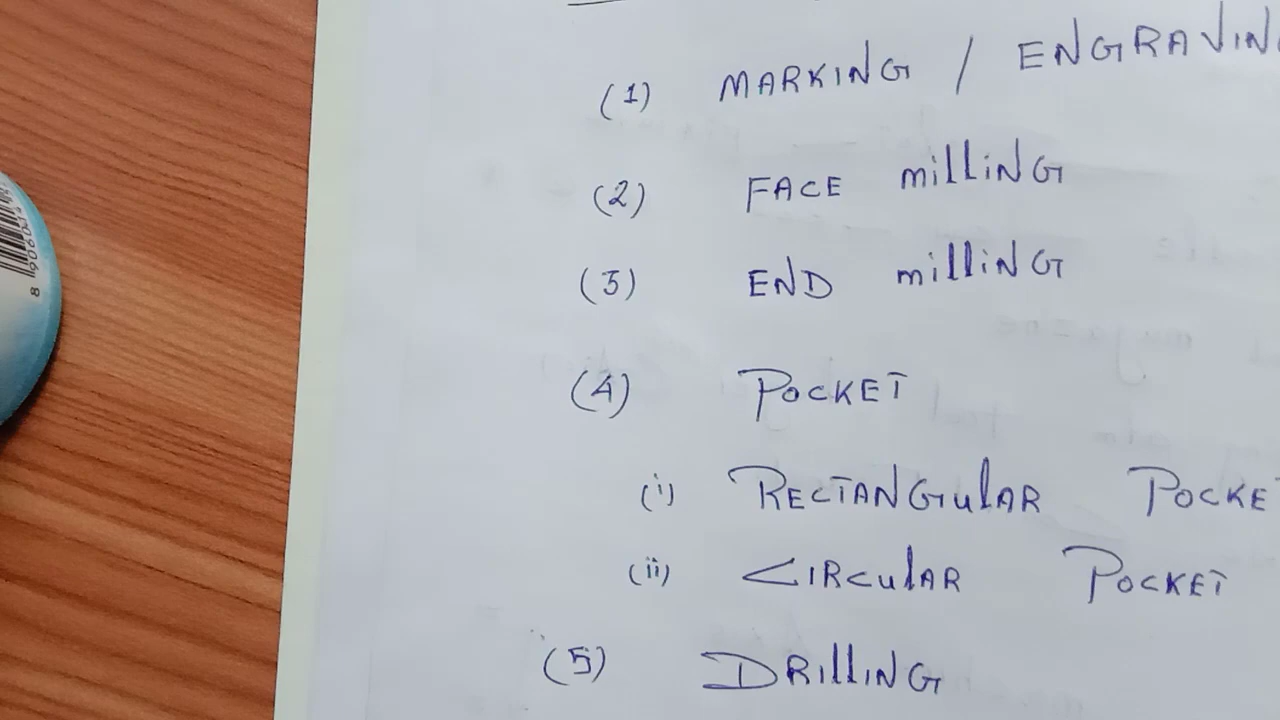 (1) MARKING / ENGRAVIN
(2) FACE milliNG
(3) END milliNG
(4) POCKET
(i) RECTANGulAR POCKE
(ii) CIRculAR POCKET
(5) DRilliNG